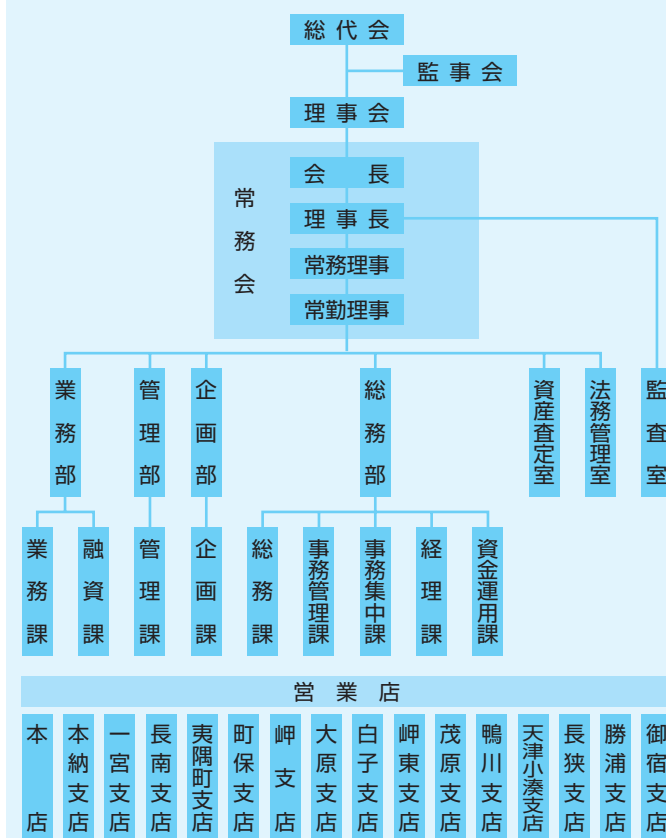 総代会
監事会
理事会
常務会
会長
理事長
常務理事
常勤理事
業務部
管理部
企画部
総務部
資産査定室
法務管理室
監査室
業務課
融資課
管理課
企画課
総務課
事務管理課
事務集中課
経理課
資金運用課
営業店
本店
本納支店
一宮支店
長南支店
夷隅町支店
町保支店
岬支店
大原支店
白子支店
岬東支店
茂原支店
鴨川支店
天津小湊支店
長狭支店
勝浦支店
御宿支店